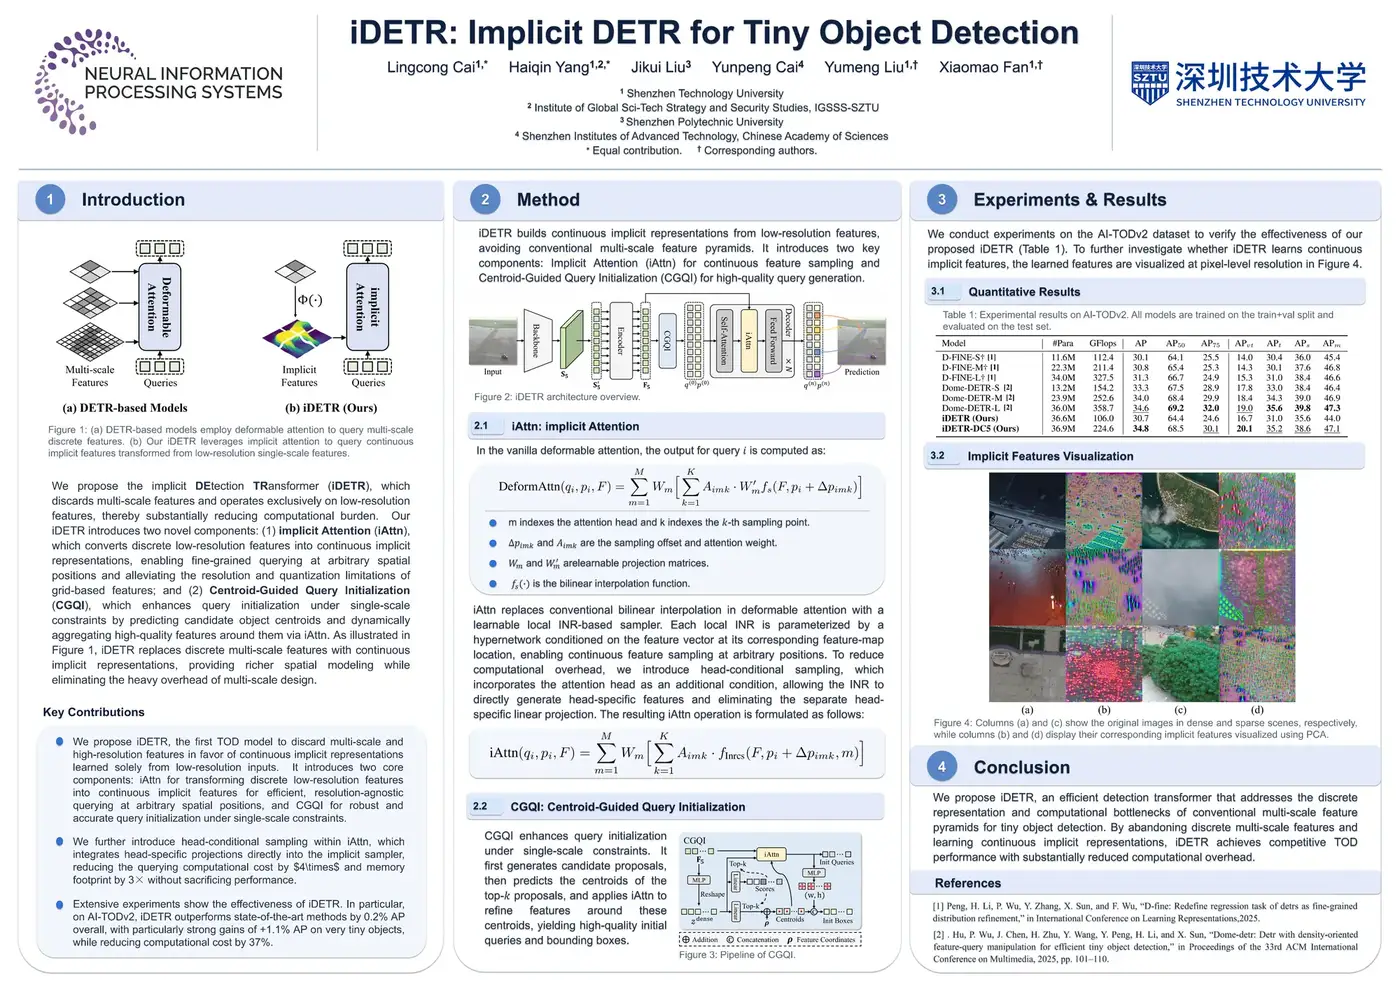 NEURAL INFORMATION
PROCESSING SYSTEMS
iDETR: Implicit DETR for Tiny Object Detection
Lingcong Cai1,* Haiqin Yang1,2,* Jikui Liu3 Yunpeng Cai4 Yumeng Liu1,† Xiaomao Fan1,†
1 Shenzhen Technology University
2 Institute of Global Sci-Tech Strategy and Security Studies, IGSSS-SZTU
3 Shenzhen Polytechnic University
4 Shenzhen Institutes of Advanced Technology, Chinese Academy of Sciences
* Equal contribution. † Corresponding authors.
SZTU
深圳技术大学
SHENZHEN TECHNOLOGY UNIVERSITY
1 Introduction
Deformable Attention
Multi-scale Features
Queries
(a) DETR-based Models
Φ(·)
implicit Attention
Implicit Features
Queries
(b) iDETR (Ours)
Figure 1: (a) DETR-based models employ deformable attention to query multi-scale
discrete features. (b) Our iDETR leverages implicit attention to query continuous
implicit features transformed from low-resolution single-scale features.
We propose the implicit DEtection TRansformer (iDETR), which
discards multi-scale features and operates exclusively on low-resolution
features, thereby substantially reducing computational burden. Our
iDETR introduces two novel components: (1) implicit Attention (iAttn),
which converts discrete low-resolution features into continuous implicit
representations, enabling fine-grained querying at arbitrary spatial
positions and alleviating the resolution and quantization limitations of
grid-based features; and (2) Centroid-Guided Query Initialization
(CGQI), which enhances query initialization under single-scale
constraints by predicting candidate object centroids and dynamically
aggregating high-quality features around them via iAttn. As illustrated in
Figure 1, iDETR replaces discrete multi-scale features with continuous
implicit representations, providing richer spatial modeling while
eliminating the heavy overhead of multi-scale design.
Key Contributions
We propose iDETR, the first TOD model to discard multi-scale and
high-resolution features in favor of continuous implicit representations
learned solely from low-resolution inputs. It introduces two core
components: iAttn for transforming discrete low-resolution features
into continuous implicit features for efficient, resolution-agnostic
querying at arbitrary spatial positions, and CGQI for robust and
accurate query initialization under single-scale constraints.
We further introduce head-conditional sampling within iAttn, which
integrates head-specific projections directly into the implicit sampler,
reducing the querying computational cost by $4\times$ and memory
footprint by 3× without sacrificing performance.
Extensive experiments show the effectiveness of iDETR. In particular,
on AI-TODv2, iDETR outperforms state-of-the-art methods by 0.2% AP
overall, with particularly strong gains of +1.1% AP on very tiny objects,
while reducing computational cost by 37%.
2 Method
iDETR builds continuous implicit representations from low-resolution features,
avoiding conventional multi-scale feature pyramids. It introduces two key
components: Implicit Attention (iAttn) for continuous feature sampling and
Centroid-Guided Query Initialization (CGQI) for high-quality query generation.
Input
Backbone
S5
S'5
Encoder
F5
CGQI
q(0)p(0)
Self-Attention
iAttn
Feed Forward
Decoder
×N
q(n)p(n)
Prediction
Figure 2: iDETR architecture overview.
2.1 iAttn: implicit Attention
In the vanilla deformable attention, the output for query i is computed as:
DeformAttn(qi, pi, F) = ∑(m=1..M) Wm[∑(k=1..K) Aimk · W′m fs(F, pi + Δpimk)]
m indexes the attention head and k indexes the k-th sampling point.
Δpimk and Aimk are the sampling offset and attention weight.
Wm and W′m arelearnable projection matrices.
fs(·) is the bilinear interpolation function.
iAttn replaces conventional bilinear interpolation in deformable attention with a
learnable local INR-based sampler. Each local INR is parameterized by a
hypernetwork conditioned on the feature vector at its corresponding feature-map
location, enabling continuous feature sampling at arbitrary positions. To reduce
computational overhead, we introduce head-conditional sampling, which
incorporates the attention head as an additional condition, allowing the INR to
directly generate head-specific features and eliminating the separate head-
specific linear projection. The resulting iAttn operation is formulated as follows:
iAttn(qi, pi, F) = ∑(m=1..M) Wm[∑(k=1..K) Aimk · fInrcs(F, pi + Δpimk, m)]
2.2 CGQI: Centroid-Guided Query Initialization
CGQI enhances query initialization
under single-scale constraints. It
first generates candidate proposals,
then predicts the centroids of the
top-k proposals, and applies iAttn to
refine features around these
centroids, yielding high-quality initial
queries and bounding boxes.
CGQI
F5
iAttn
Init Queries
Top-k
MLP
Linear
Scores
MLP
(w, h)
Reshape
Top-k
Linear
z dense
ρ
Centroids
Init Boxes
Addition Concatenation ρ Feature Coordinates
Figure 3: Pipeline of CGQI.
3 Experiments & Results
We conduct experiments on the AI-TODv2 dataset to verify the effectiveness of our
proposed iDETR (Table 1). To further investigate whether iDETR learns continuous
implicit features, the learned features are visualized at pixel-level resolution in Figure 4.
3.1 Quantitative Results
Table 1: Experimental results on AI-TODv2. All models are trained on the train+val split and
evaluated on the test set.
Model #Para GFlops AP AP50 AP75 APvt APt APs APm
D-FINE-S† [1] 11.6M 112.4 30.1 64.1 25.5 14.0 30.4 36.0 45.4
D-FINE-M† [1] 22.3M 211.4 30.8 65.4 25.3 14.3 30.1 37.6 46.8
D-FINE-L† [1] 34.0M 327.5 31.3 66.7 24.9 15.3 31.0 38.4 46.6
Dome-DETR-S [2] 13.2M 154.2 33.3 67.5 28.9 17.8 33.0 38.4 46.4
Dome-DETR-M [2] 23.9M 252.6 34.0 68.4 29.9 18.4 34.3 39.0 46.9
Dome-DETR-L [2] 36.0M 358.7 34.6 69.2 32.0 19.0 35.6 39.8 47.3
iDETR (Ours) 36.6M 106.0 30.7 64.4 24.6 16.7 31.0 35.6 44.0
iDETR-DC5 (Ours) 36.9M 224.6 34.8 68.5 30.1 20.1 35.2 38.6 47.1
3.2 Implicit Features Visualization
(a) (b) (c) (d)
Figure 4: Columns (a) and (c) show the original images in dense and sparse scenes, respectively,
while columns (b) and (d) display their corresponding implicit features visualized using PCA.
4 Conclusion
We propose iDETR, an efficient detection transformer that addresses the discrete
representation and computational bottlenecks of conventional multi-scale feature
pyramids for tiny object detection. By abandoning discrete multi-scale features and
learning continuous implicit representations, iDETR achieves competitive TOD
performance with substantially reduced computational overhead.
References
[1] Peng, H. Li, P. Wu, Y. Zhang, X. Sun, and F. Wu, “D-fine: Redefine regression task of detrs as fine-grained
distribution refinement,” in International Conference on Learning Representations,2025.
[2] . Hu, P. Wu, J. Chen, H. Zhu, Y. Wang, Y. Peng, H. Li, and X. Sun, “Dome-detr: Detr with density-oriented
feature-query manipulation for efficient tiny object detection,” in Proceedings of the 33rd ACM International
Conference on Multimedia, 2025, pp. 101–110.